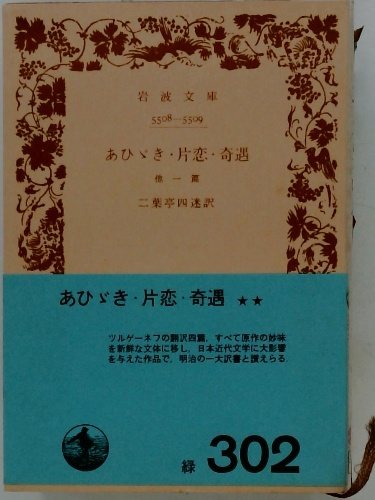 岩波文庫
5508—5509
あひゞき・片恋・奇遇
他一篇
二葉亭四迷訳
あひゞき・片恋・奇遇 ★★
ツルゲーネフの翻訳四篇.すべて原作の妙味
を新鮮な文体に移し,日本近代文学に大影響
を与えた作品で,明治の一大訳書と讃えらる.
緑 302